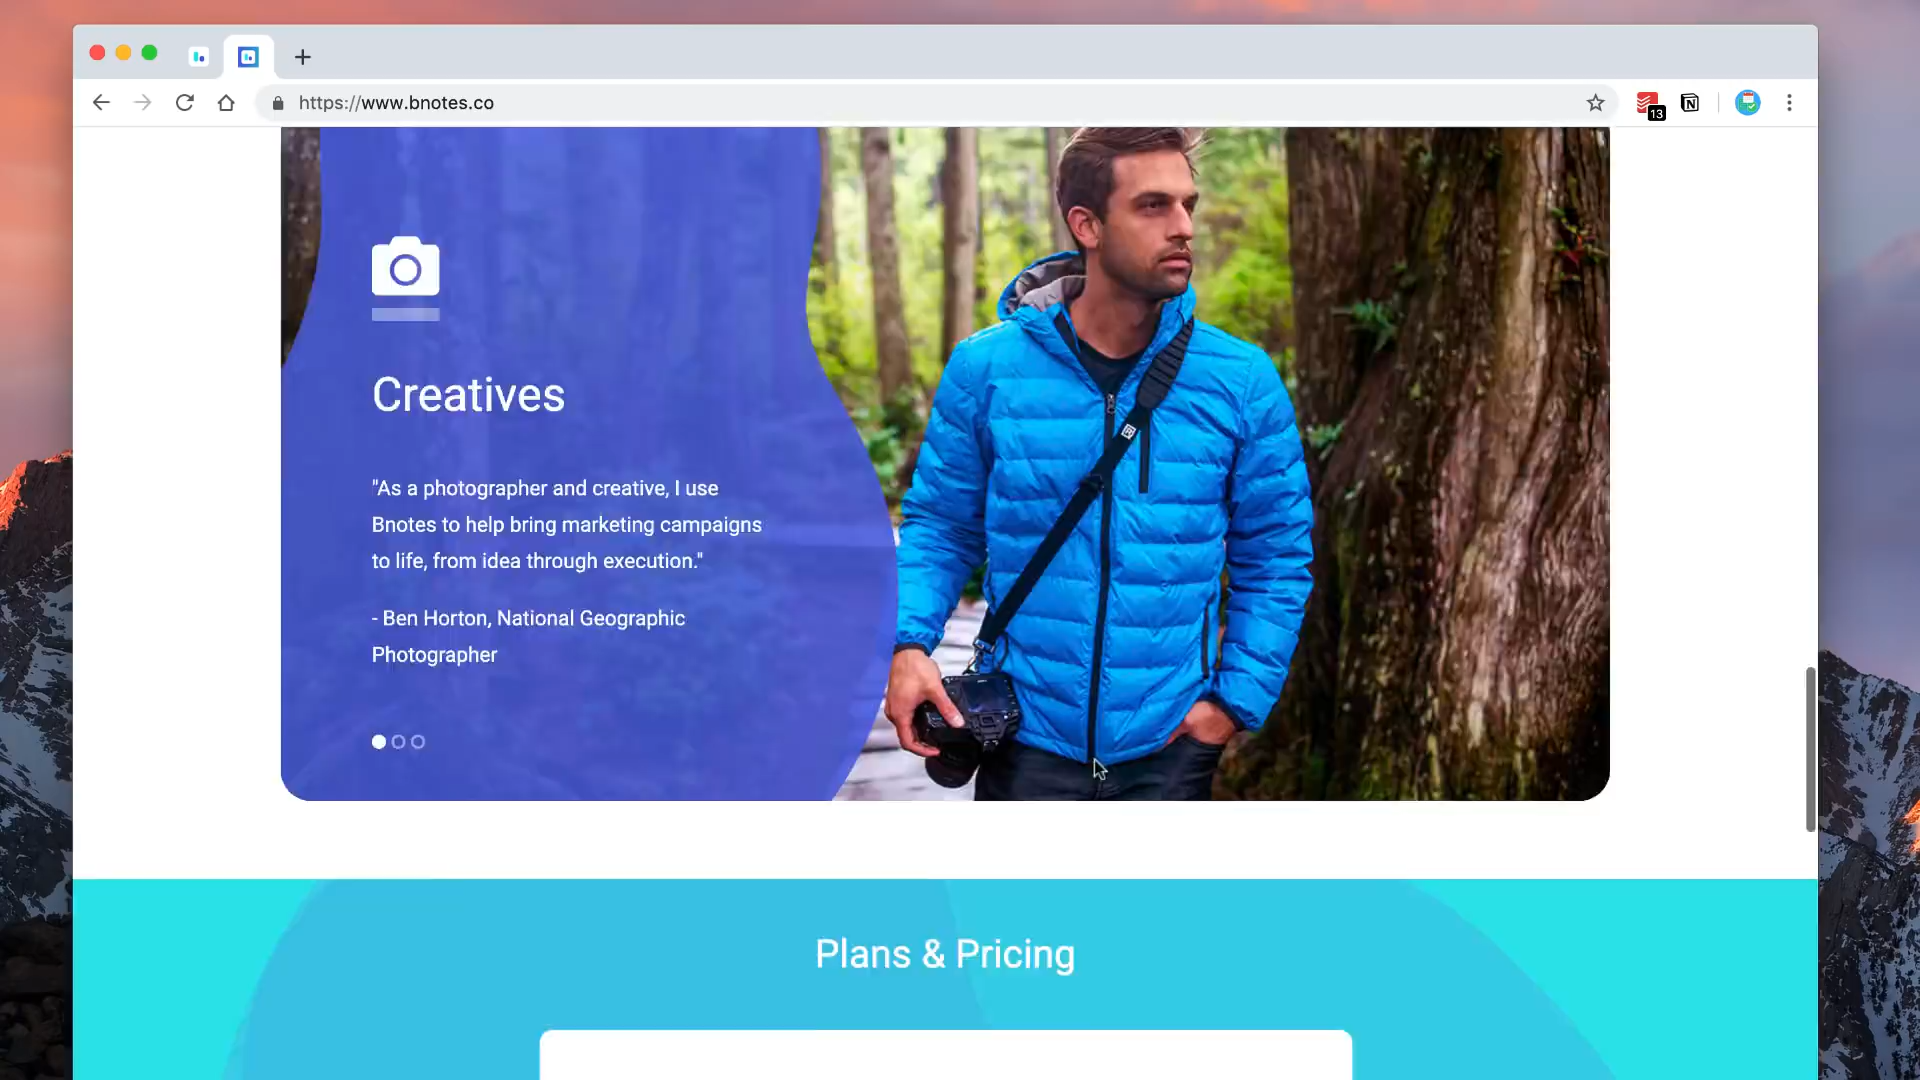 https://www.bnotes.co
13
Creatives
"As a photographer and creative, I use
Bnotes to help bring marketing campaigns
to life, from idea through execution."
- Ben Horton, National Geographic
Photographer
Plans & Pricing